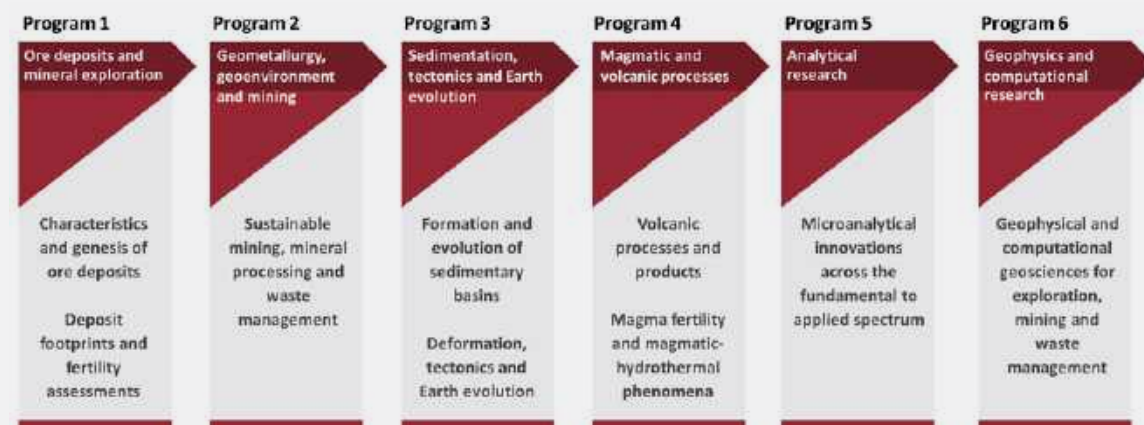 Program 1
Ore deposits and
mineral exploration
Characteristics
and genesis of
ore deposits
Deposit
footprints and
fertility
assessments
Program 2
Geometallurgy,
geoenvironment
and mining
Sustainable
mining, mineral
processing and
waste
management
Program 3
Sedimentation,
tectonics and Earth
evolution
Formation and
evolution of
sedimentary
basins
Deformation,
tectonics and
Earth evolution
Program 4
Magmatic and
volcanic processes
Volcanic
processes and
products
Magma fertility
and magmatic-
hydrothermal
phenomena
Program 5
Analytical
research
Microanalytical
innovations
across the
fundamental to
applied spectrum
Program 6
Geophysics and
computational
research
Geophysical and
computational
geosciences for
exploration,
mining and
waste
management